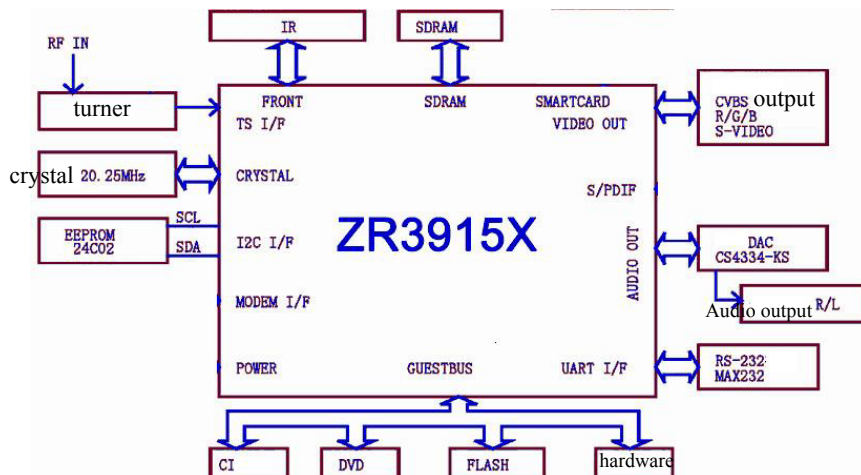 IR
SDRAM
RF IN
turner
FRONT
SDRAM
SMARTCARD
TS I/F
VIDEO OUT
CVBS output
R/G/B
S-VIDEO
crystal 20.25MHz
CRYSTAL
S/PDIF
SCL
EEPROM
24C02
SDA
I2C I/F
ZR3915X
AUDIO OUT
DAC
CS4334-KS
MODEM I/F
Audio output R/L
POWER
GUESTBUS
UART I/F
RS-232
MAX232
CI
DVD
FLASH
hardware